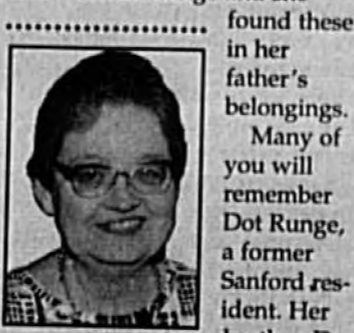 found these
in her
father's
belongings.
Many of
you will
remember
Dot Runge,
a former
Sanford res-
ident. Her